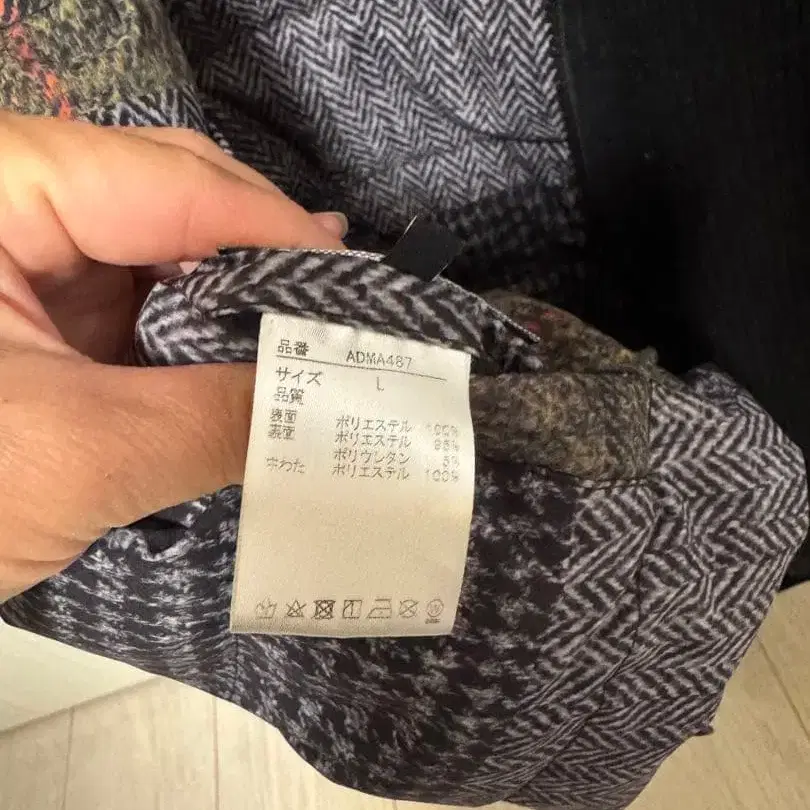 品番 ADMA487
サイズ L
品質
表面 ポリエステル 100%
裏面 ポリエステル 95%
ポリウレタン 5%
中わた ポリエステル 100%